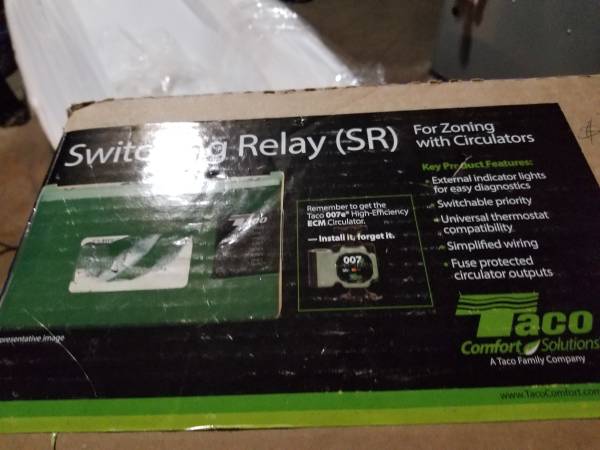 Switching Relay (SR)
For Zoning
with Circulators
Key Product Features:
External indicator lights
for easy diagnostics
Switchable priority
Universal thermostat
compatibility
Simplified wiring
Fuse protected
circulator outputs
Remember to get the
Taco 007e® High-Efficiency
ECM Circulator.
— Install it, forget it.
007
Taco
presentative image
Taco
Comfort Solutions
A Taco Family Company
www.TacoComfort.com